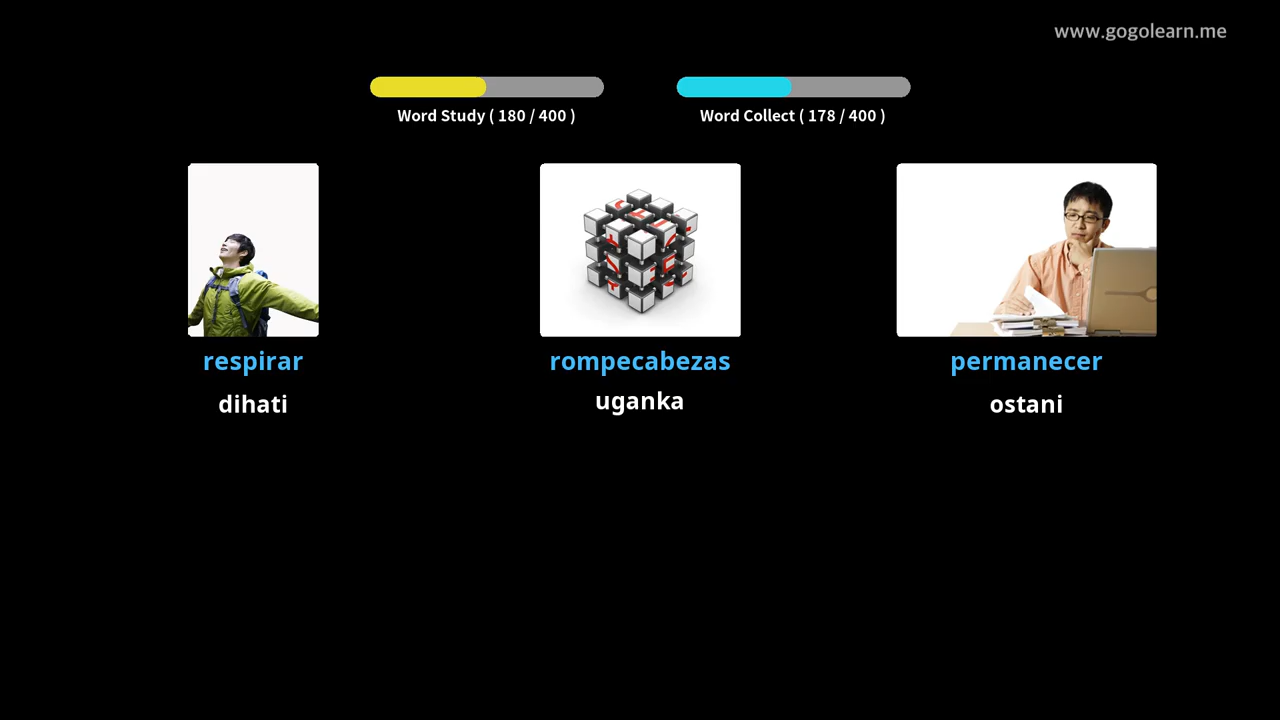 www.gogolearn.me
Word Study ( 180 / 400 )
Word Collect ( 178 / 400 )
respirar
rompecabezas
permanecer
dihati
uganka
ostani